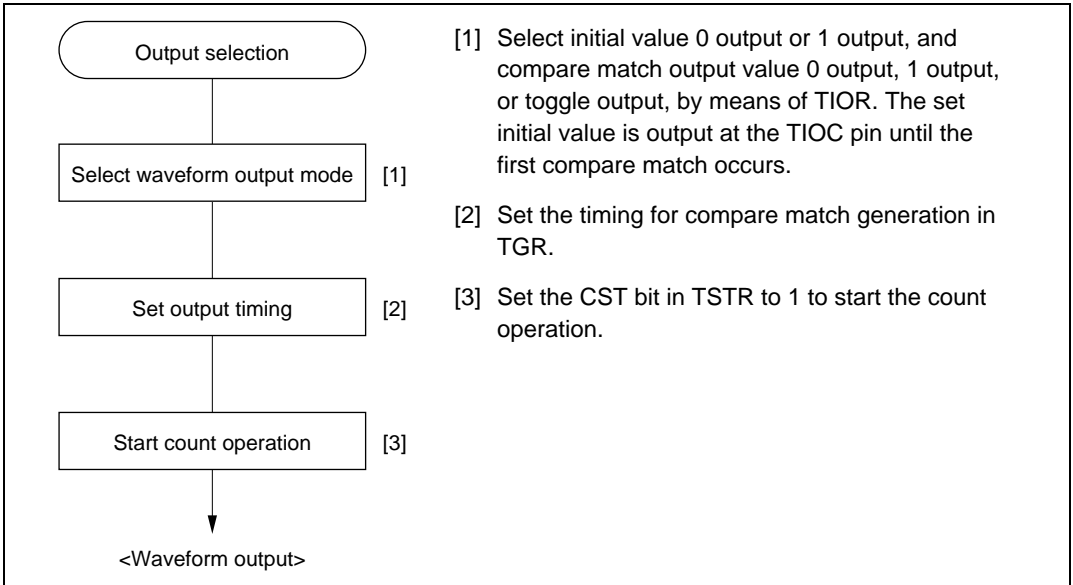 Output selection
Select waveform output mode [1]
Set output timing [2]
Start count operation [3]
<Waveform output>
[1] Select initial value 0 output or 1 output, and
compare match output value 0 output, 1 output,
or toggle output, by means of TIOR. The set
initial value is output at the TIOC pin until the
first compare match occurs.
[2] Set the timing for compare match generation in
TGR.
[3] Set the CST bit in TSTR to 1 to start the count
operation.